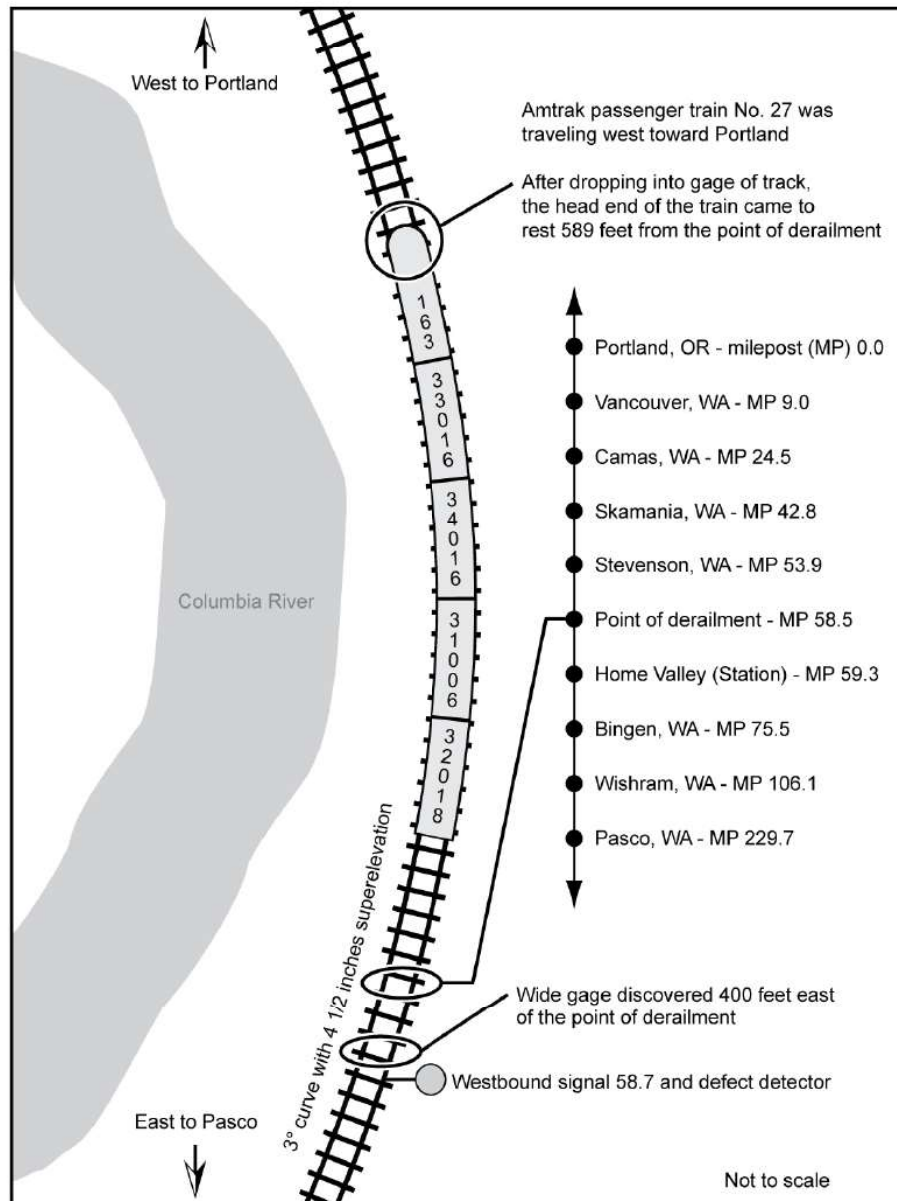 West to Portland
Amtrak passenger train No. 27 was
traveling west toward Portland
After dropping into gage of track,
the head end of the train came to
rest 589 feet from the point of derailment
163
33016
34016
31006
32018
Columbia River
Portland, OR - milepost (MP) 0.0
Vancouver, WA - MP 9.0
Camas, WA - MP 24.5
Skamania, WA - MP 42.8
Stevenson, WA - MP 53.9
Point of derailment - MP 58.5
Home Valley (Station) - MP 59.3
Bingen, WA - MP 75.5
Wishram, WA - MP 106.1
Pasco, WA - MP 229.7
3° curve with 4 1/2 inches superelevation
Wide gage discovered 400 feet east
of the point of derailment
Westbound signal 58.7 and defect detector
East to Pasco
Not to scale